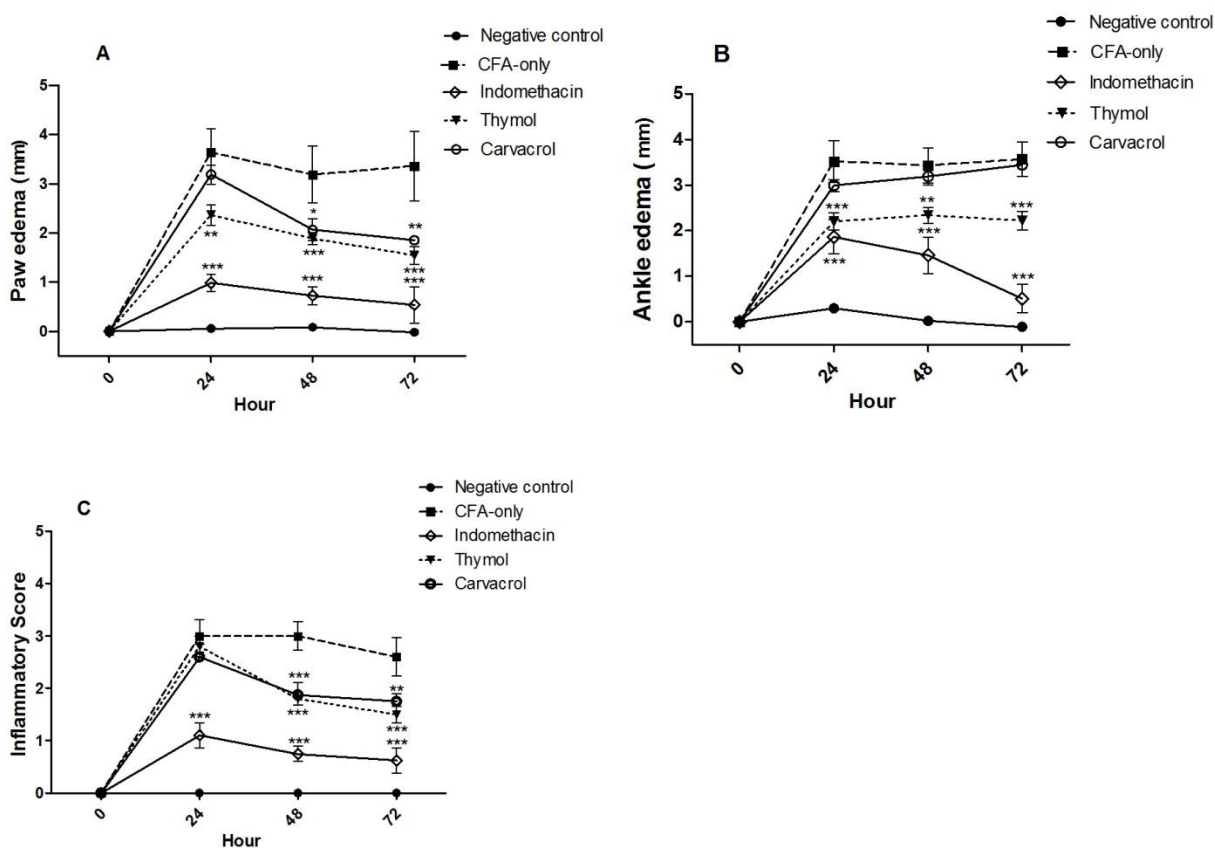 A
Negative control
CFA-only
Indomethacin
Thymol
Carvacrol
Paw edema (mm)
5
4
3
2
1
0
*
**
**
***
***
***
***
***
0
24
48
72
Hour
B
Negative control
CFA-only
Indomethacin
Thymol
Carvacrol
Ankle edema ( mm)
5
4
3
2
1
0
***
**
***
***
***
***
0
24
48
72
Hour
C
Negative control
CFA-only
Indomethacin
Thymol
Carvacrol
Inflammatory Score
5
4
3
2
1
0
***
**
***
***
***
***
***
0
24
48
72
Hour